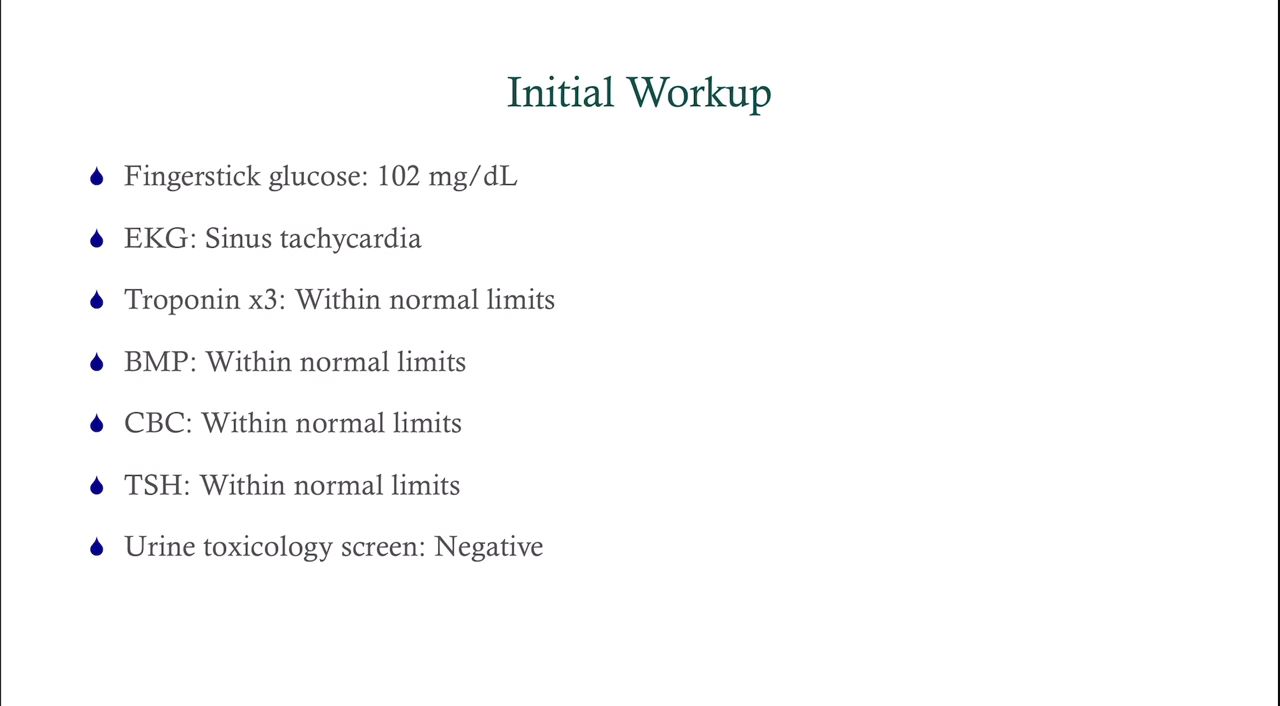 Initial Workup
Fingerstick glucose: 102 mg/dL
EKG: Sinus tachycardia
Troponin x3: Within normal limits
BMP: Within normal limits
CBC: Within normal limits
TSH: Within normal limits
Urine toxicology screen: Negative